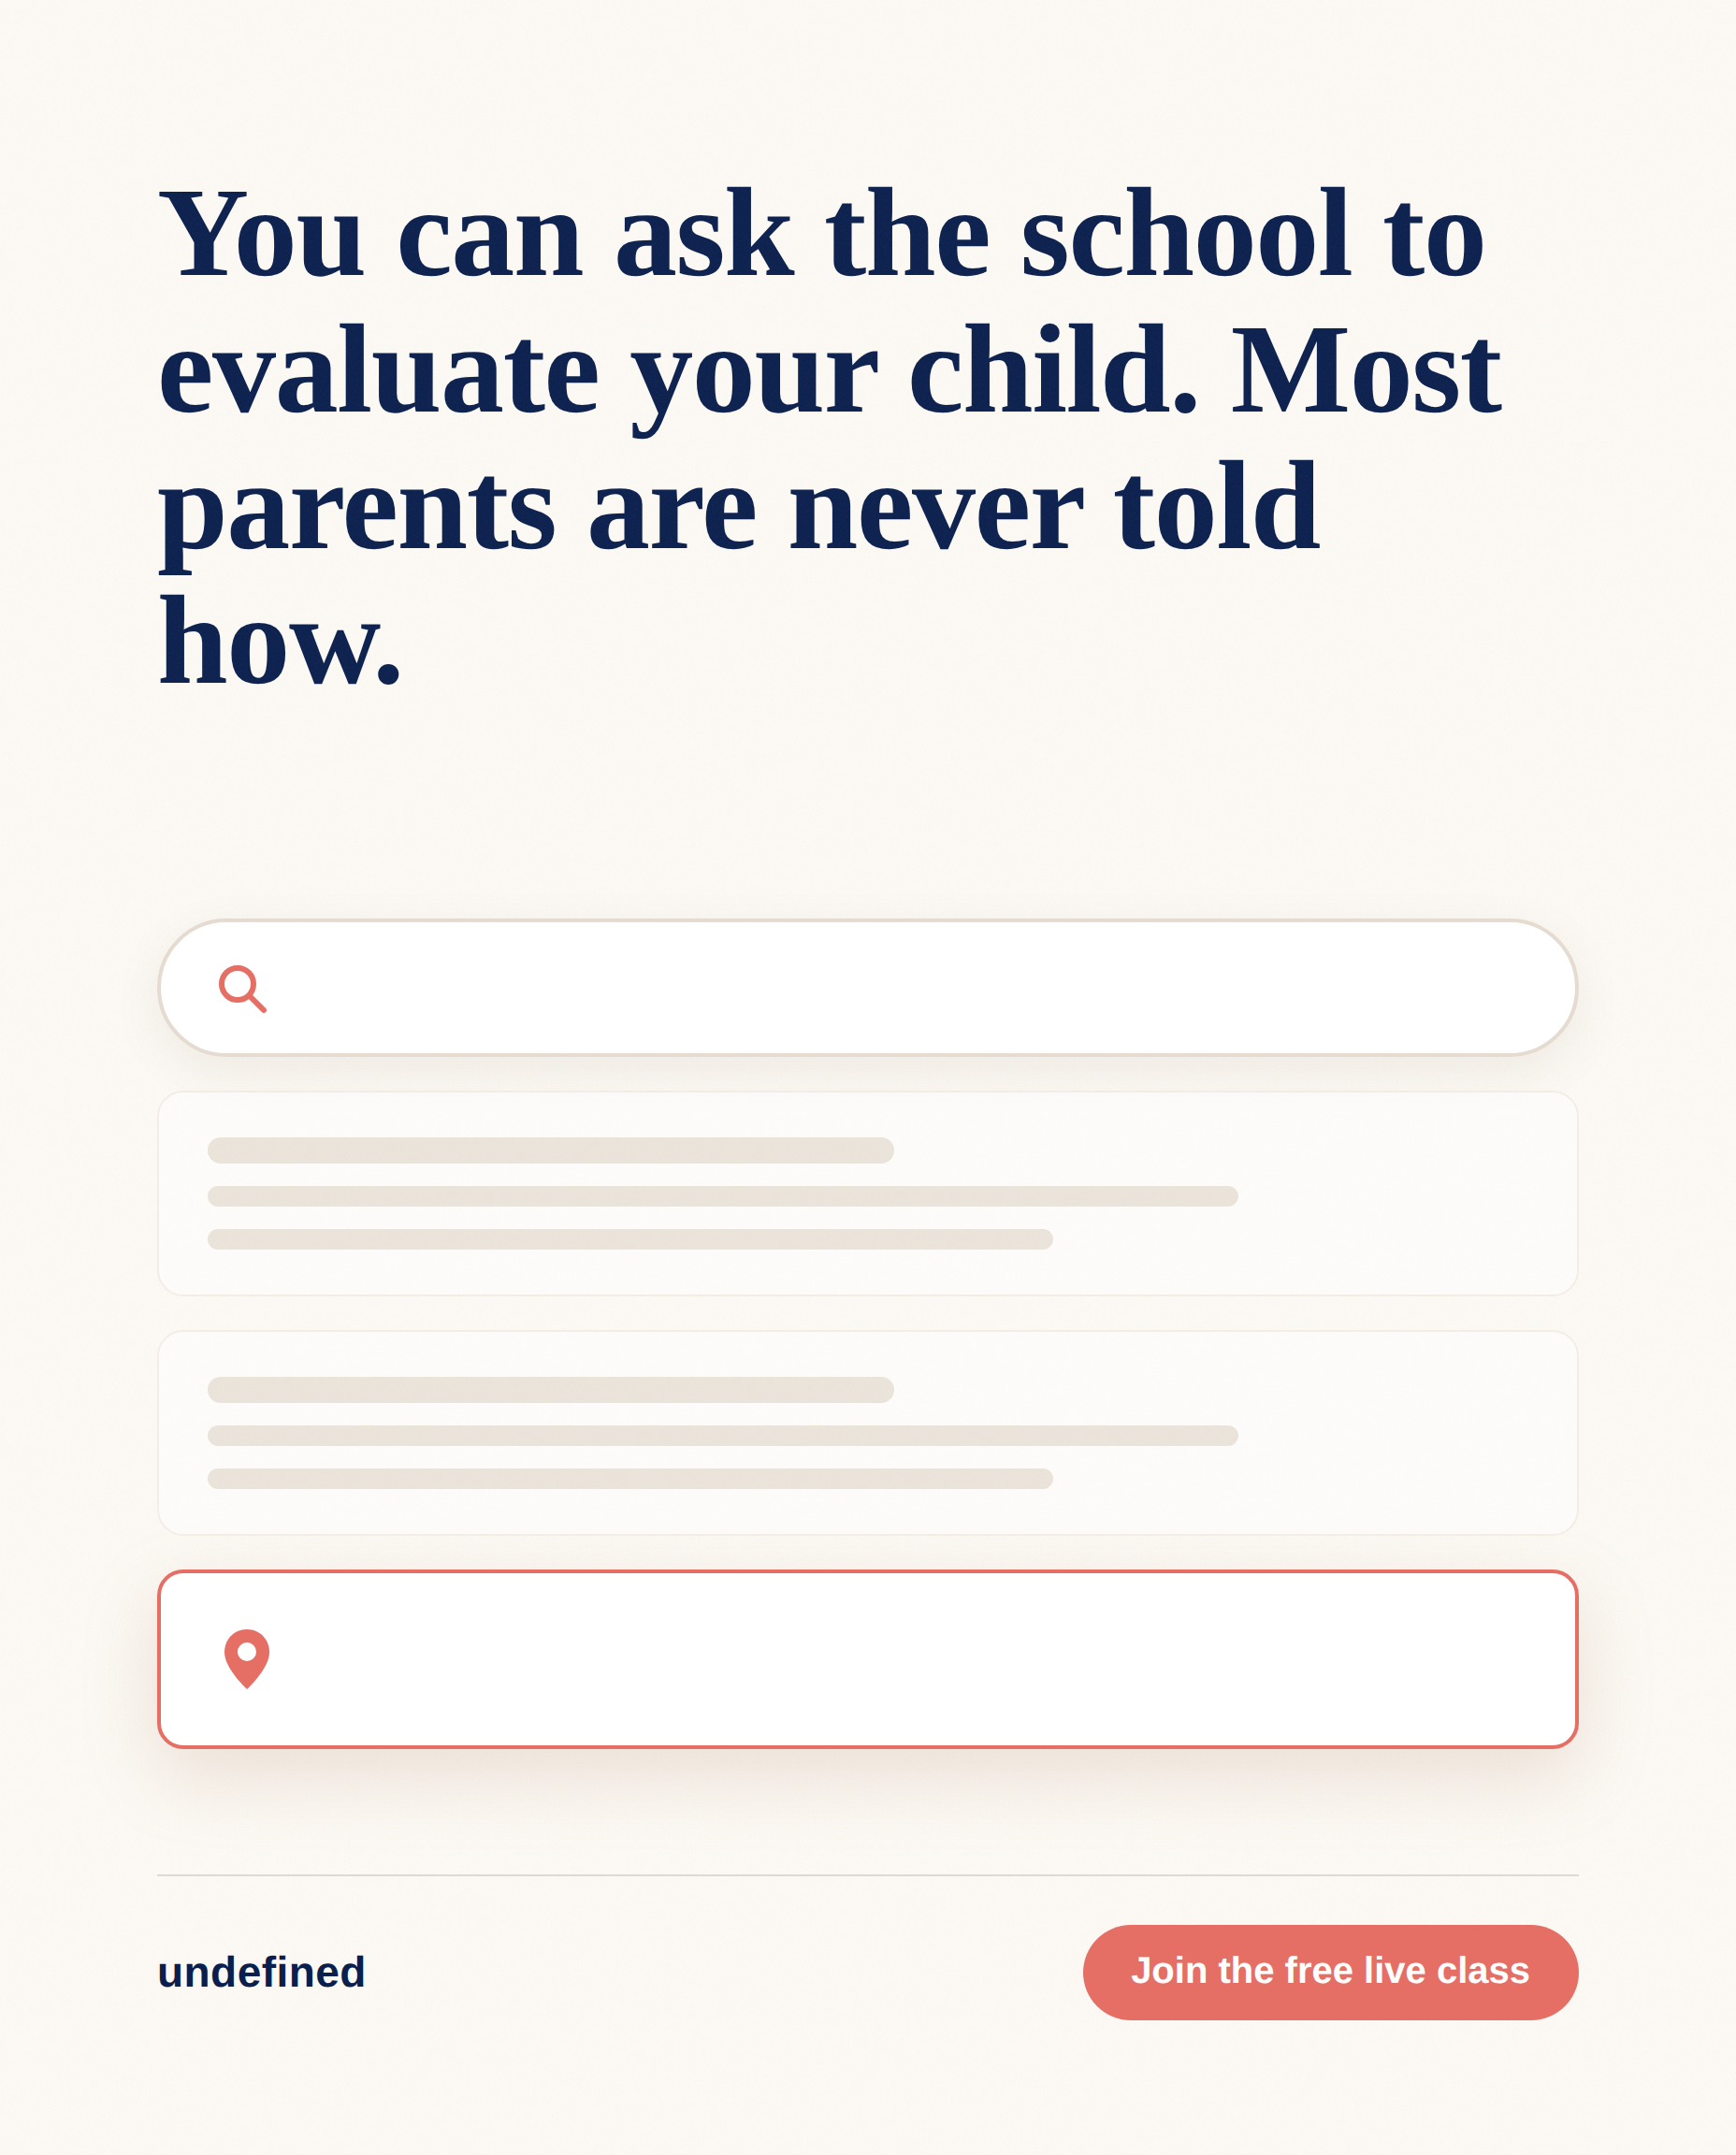 You can ask the school to
evaluate your child. Most
parents are never told
how.
undefined
Join the free live class